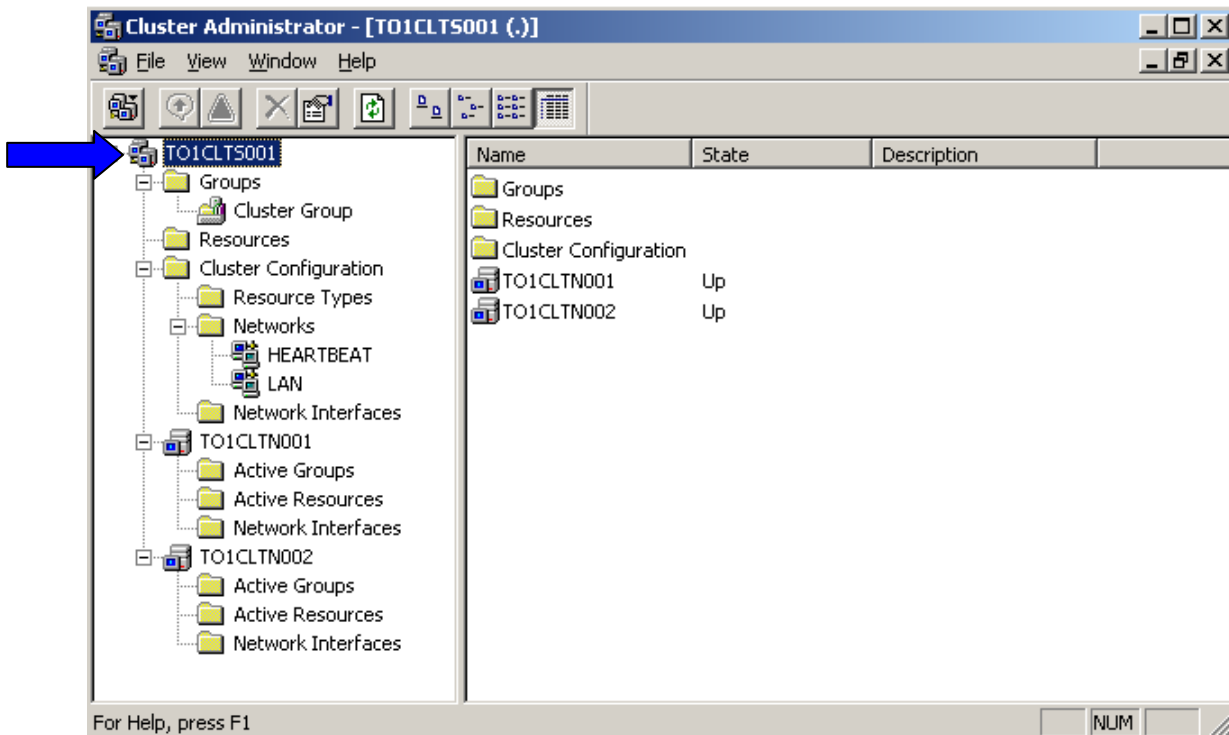 Cluster Administrator - [TO1CLTS001 (.)]
File View Window Help
TO1CLTS001
Groups
Cluster Group
Resources
Cluster Configuration
Resource Types
Networks
HEARTBEAT
LAN
Network Interfaces
TO1CLTN001
Active Groups
Active Resources
Network Interfaces
TO1CLTN002
Active Groups
Active Resources
Network Interfaces
Name State Description
Groups
Resources
Cluster Configuration
TO1CLTN001 Up
TO1CLTN002 Up
For Help, press F1 NUM